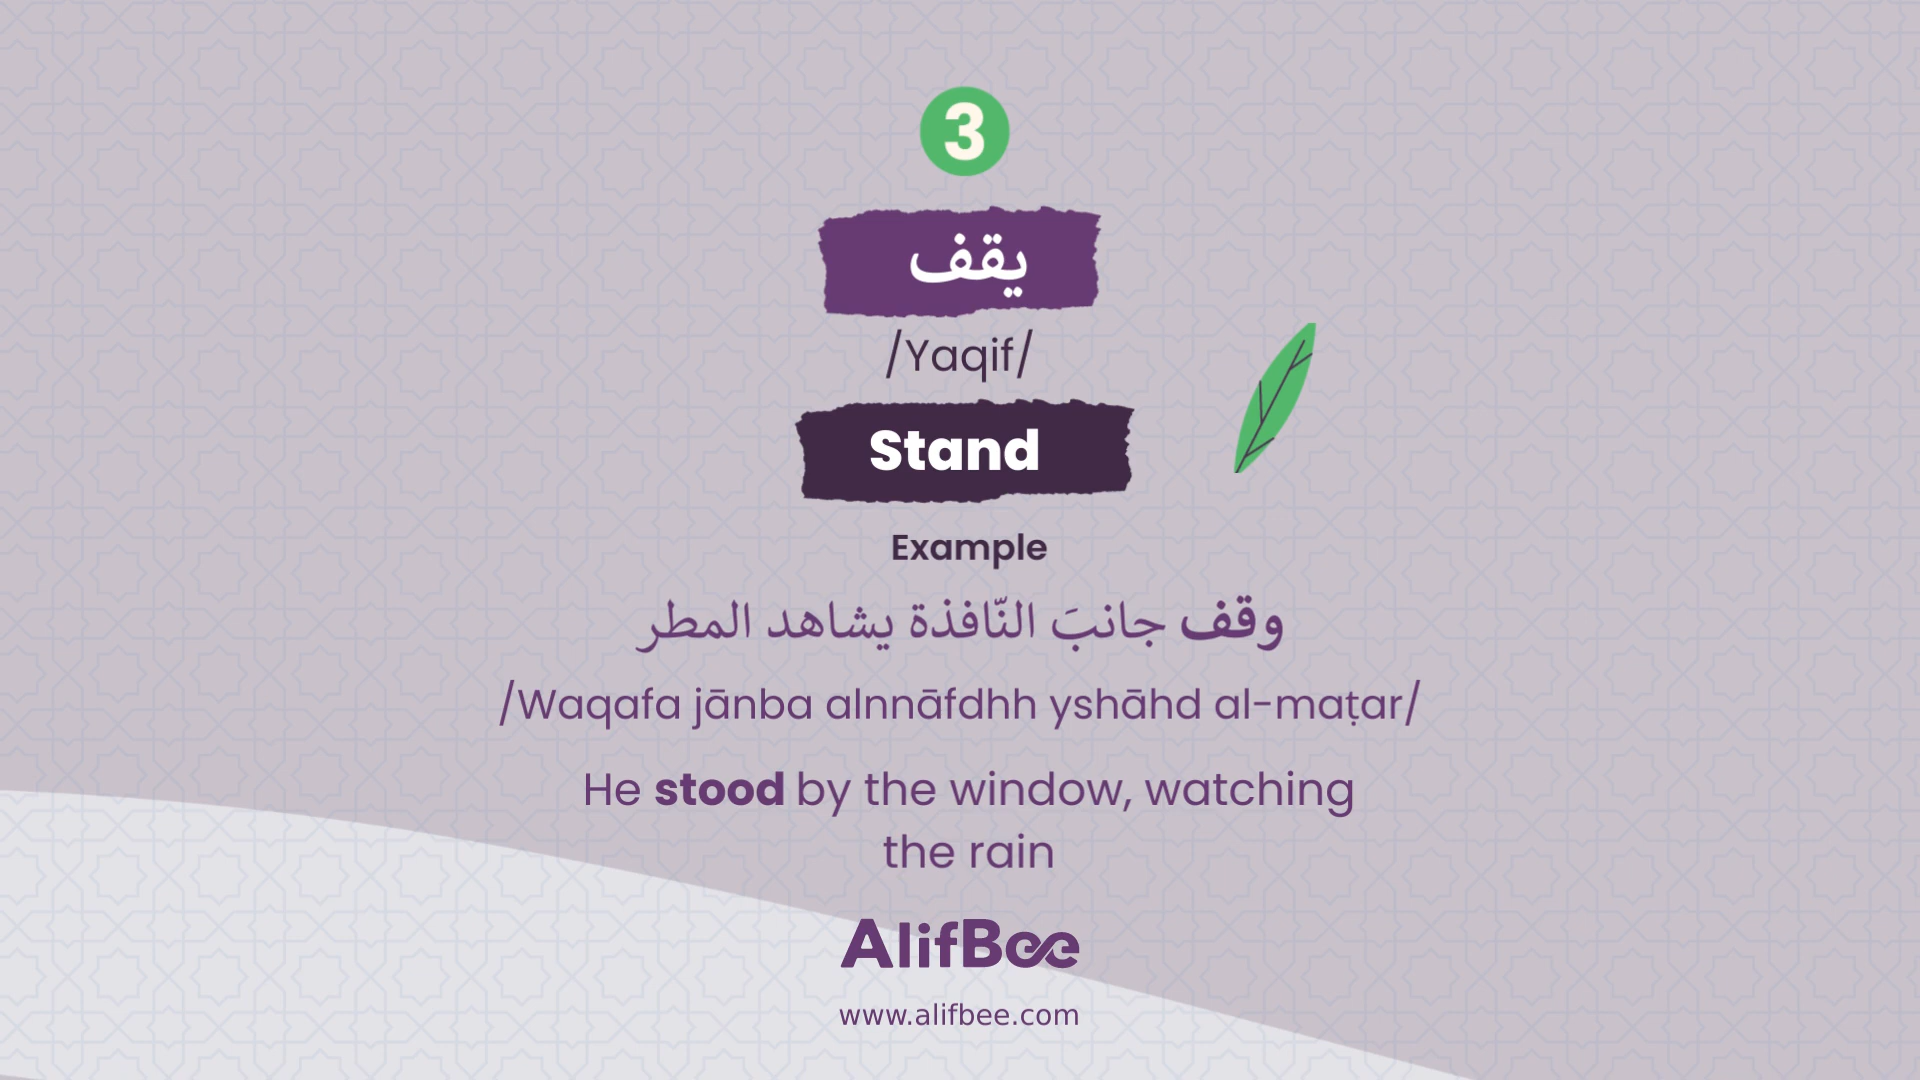 3
يقف
/Yaqif/
Stand
Example
وقف جانبَ النّافذة يشاهد المطر
/Waqafa jānba alnnāfdhh yshāhd al-maṭar/
He stood by the window, watching
the rain
AlifBee
www.alifbee.com